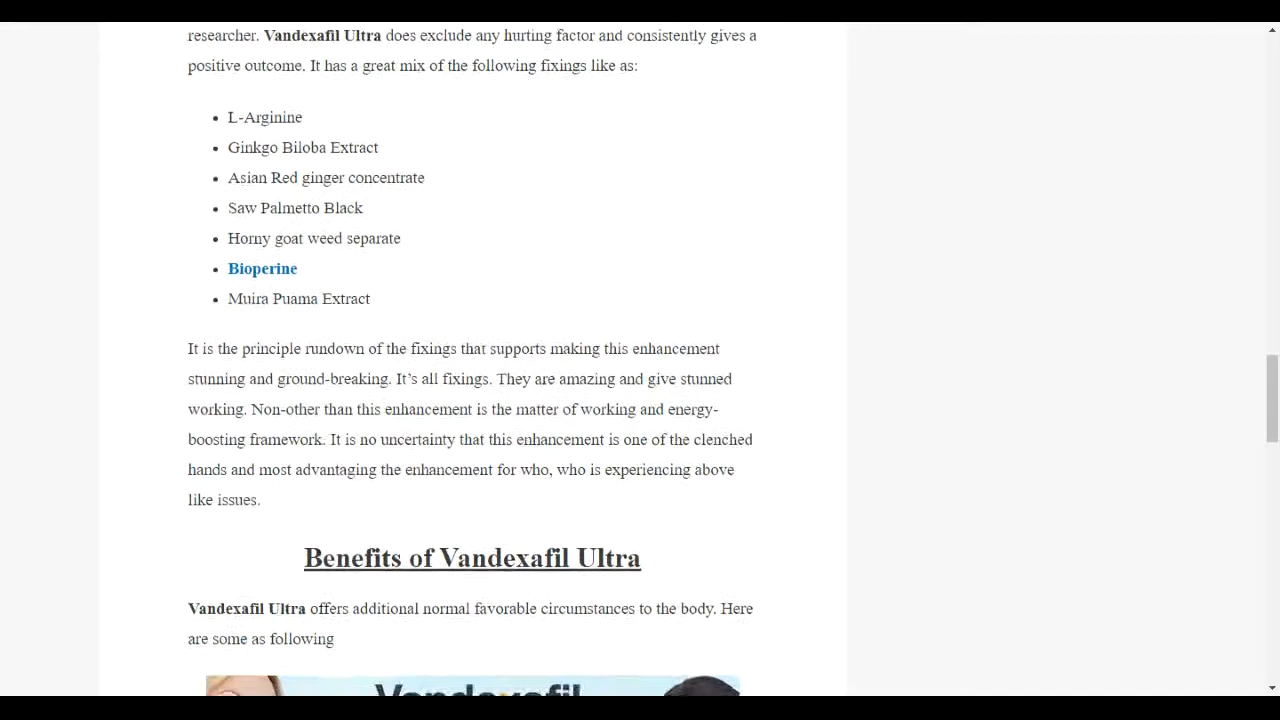 researcher. Vandexafil Ultra does exclude any hurting factor and consistently gives a
positive outcome. It has a great mix of the following fixings like as:
L-Arginine
Ginkgo Biloba Extract
Asian Red ginger concentrate
Saw Palmetto Black
Horny goat weed separate
Bioperine
Muira Puama Extract
It is the principle rundown of the fixings that supports making this enhancement
stunning and ground-breaking. It’s all fixings. They are amazing and give stunned
working. Non-other than this enhancement is the matter of working and energy-
boosting framework. It is no uncertainty that this enhancement is one of the clenched
hands and most advantaging the enhancement for who, who is experiencing above
like issues.
Benefits of Vandexafil Ultra
Vandexafil Ultra offers additional normal favorable circumstances to the body. Here
are some as following
Vandexafil